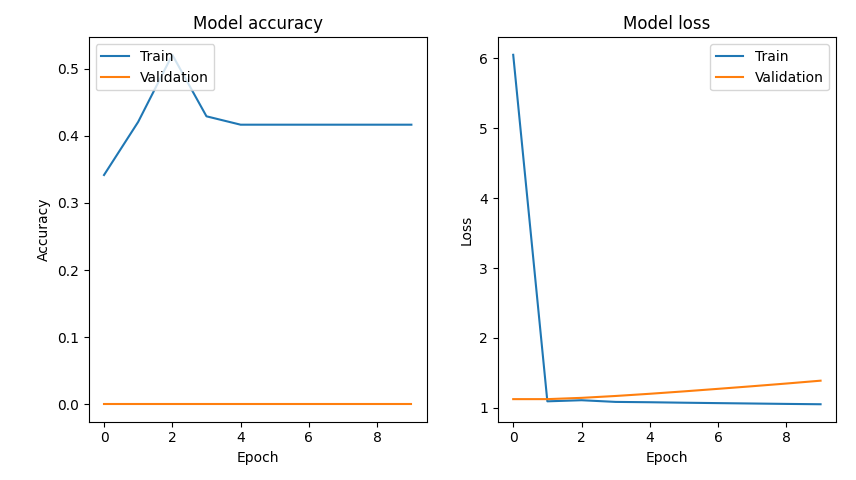 Model accuracy
Train
Validation
0.5
0.4
0.3
0.2
0.1
0.0
Accuracy
0 2 4 6 8
Epoch
Model loss
Train
Validation
6
5
4
3
2
1
Loss
0 2 4 6 8
Epoch